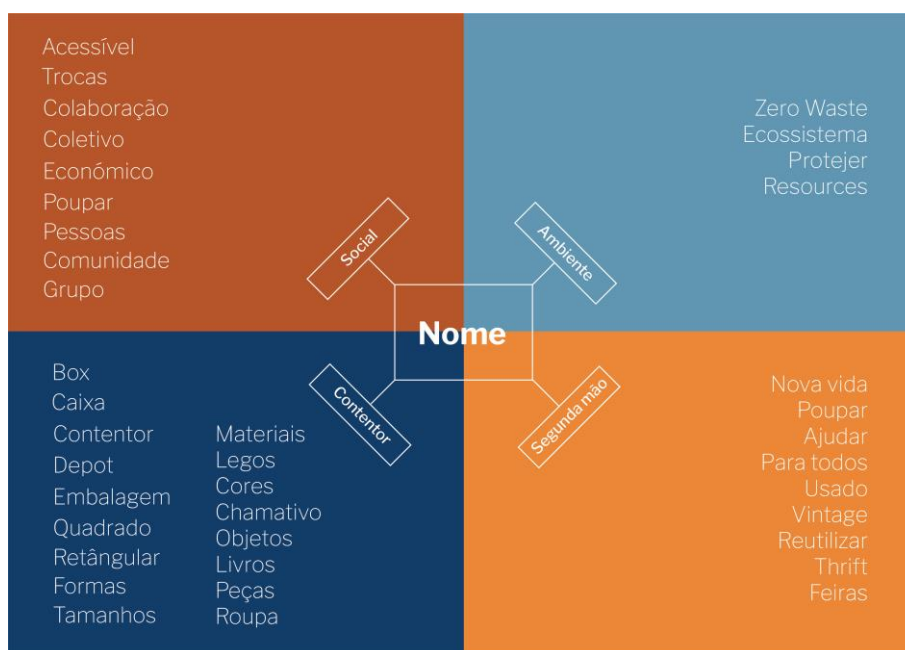 Acessível
Trocas
Colaboração
Coletivo
Económico
Poupar
Pessoas
Comunidade
Grupo
Social
Zero Waste
Ecossistema
Protejer
Resources
Ambiente
Nome
Box
Caixa
Contentor
Depot
Embalagem
Quadrado
Retângular
Formas
Tamanhos
Materiais
Legos
Cores
Chamativo
Objetos
Livros
Peças
Roupa
Contentor
Segunda mão
Nova vida
Poupar
Ajudar
Para todos
Usado
Vintage
Reutilizar
Thrift
Feiras